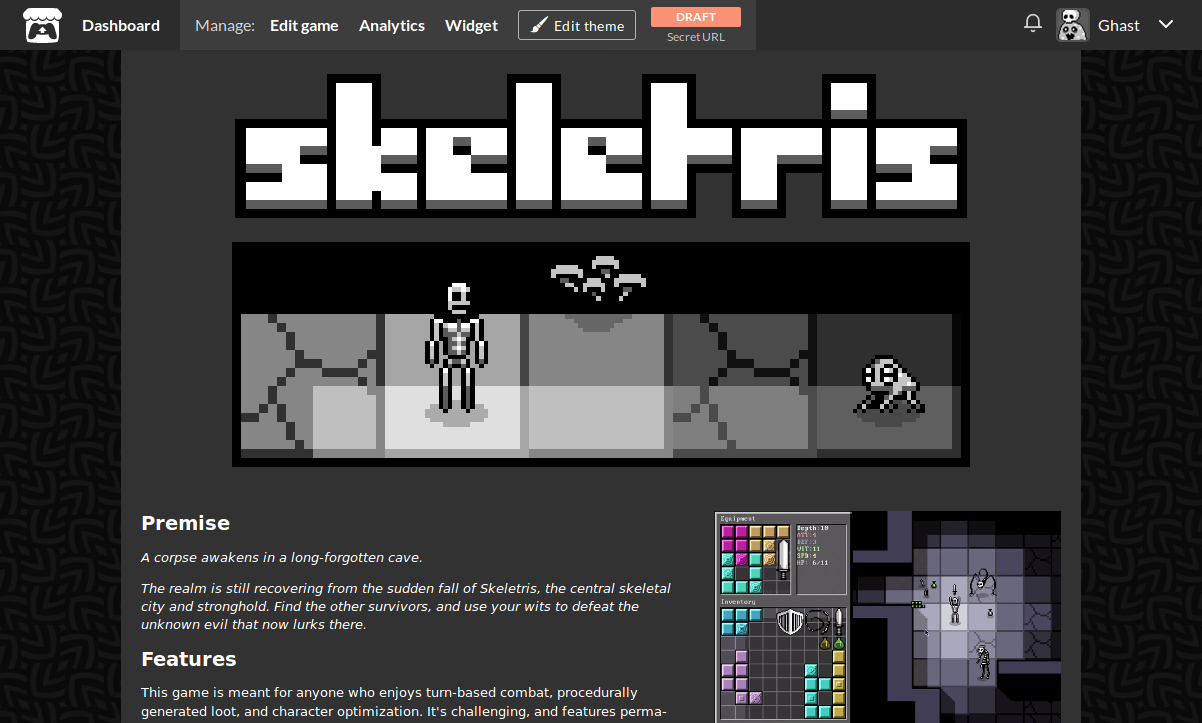 Dashboard
Manage: Edit game Analytics Widget Edit theme DRAFT
Secret URL
Ghast
skeletris
Premise
A corpse awakens in a long-forgotten cave.
The realm is still recovering from the sudden fall of Skeletris, the central skeletal
city and stronghold. Find the other survivors, and use your wits to defeat the
unknown evil that now lurks there.
Features
This game is meant for anyone who enjoys turn-based combat, procedurally
generated loot, and character optimization. It's challenging, and features perma-
Equipment
Depth:10
VIT:11
SPD:4
HP: 6/11
Inventory